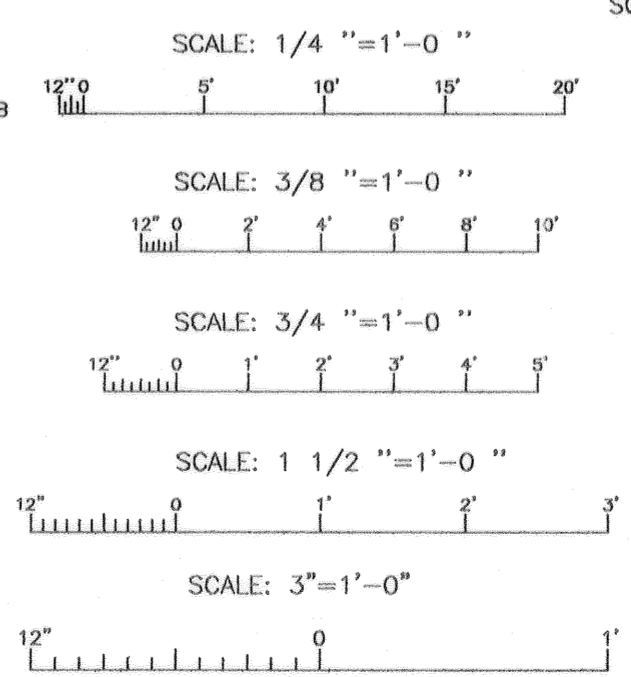 SCALE: 1/4 "=1'-0 "
12" 0 5' 10' 15' 20'
SCALE: 3/8 "=1'-0 "
12" 0 2' 4' 6' 8' 10'
SCALE: 3/4 "=1'-0 "
12" 0 1' 2' 3' 4' 5'
SCALE: 1 1/2 "=1'-0 "
12" 0 1' 2' 3'
SCALE: 3"=1'-0"
12" 0 1'